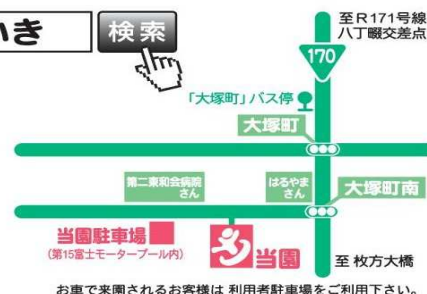 いき
検索
至R171号線
八丁畷交差点
170
「大塚町」バス停
大塚町
第二東和会病院
さん
はるやま
さん
大塚町南
当園駐車場
(第15富士モータープール内)
当園
至 枚方大橋
お車で来園されるお客様は 利用者駐車場をご利用下さい。